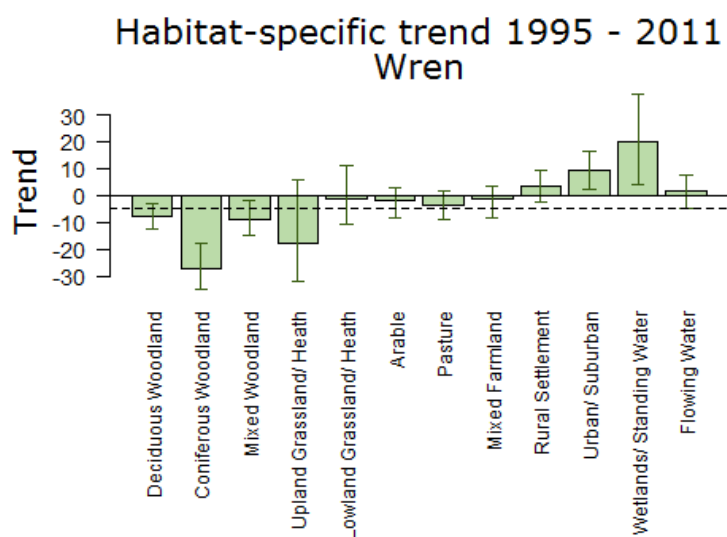 Habitat-specific trend 1995 - 2011
Wren
Trend
30
20
10
0
-10
-20
-30
Deciduous Woodland
Coniferous Woodland
Mixed Woodland
Upland Grassland/ Heath
Lowland Grassland/ Heath
Arable
Pasture
Mixed Farmland
Rural Settlement
Urban/ Suburban
Wetlands/ Standing Water
Flowing Water